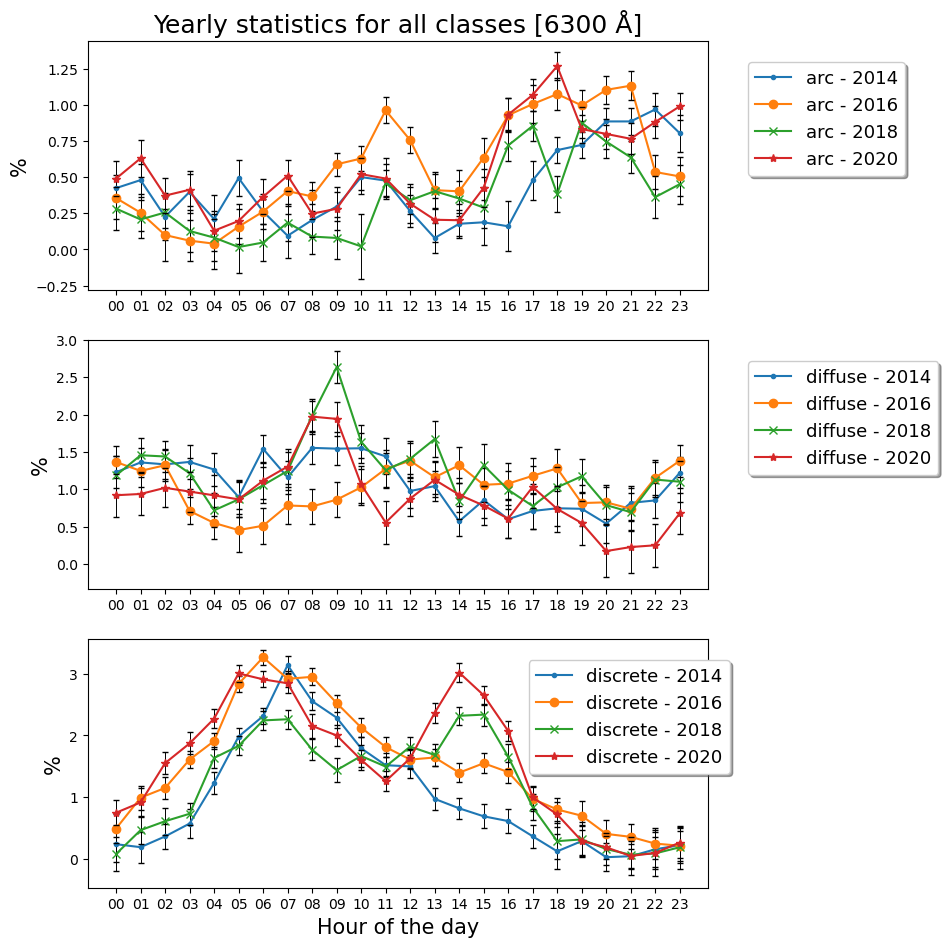 Yearly statistics for all classes [6300 Å]
1.25
1.00
0.75
0.50
0.25
0.00
−0.25
%
00 01 02 03 04 05 06 07 08 09 10 11 12 13 14 15 16 17 18 19 20 21 22 23
arc - 2014
arc - 2016
arc - 2018
arc - 2020
3.0
2.5
2.0
1.5
1.0
0.5
0.0
%
00 01 02 03 04 05 06 07 08 09 10 11 12 13 14 15 16 17 18 19 20 21 22 23
diffuse - 2014
diffuse - 2016
diffuse - 2018
diffuse - 2020
3
2
1
0
%
00 01 02 03 04 05 06 07 08 09 10 11 12 13 14 15 16 17 18 19 20 21 22 23
discrete - 2014
discrete - 2016
discrete - 2018
discrete - 2020
Hour of the day